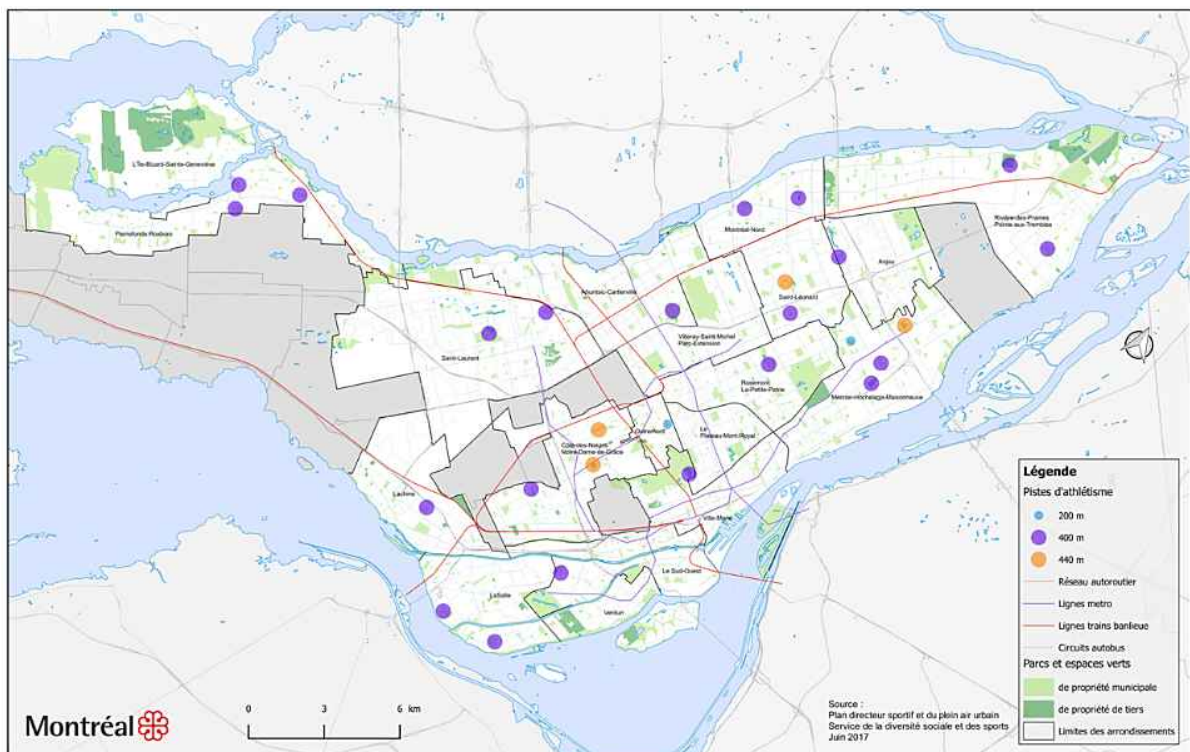 L'Île-Bizard-Sainte-Geneviève
Pierrefonds-Roxboro
Montréal-Nord
Rivière-des-Prairies
Pointe-aux-Trembles
Anjou
Ahuntsic-Cartierville
Saint-Léonard
Villeray-Saint-Michel
Parc-Extension
Saint-Laurent
Rosemont
La Petite-Patrie
Mercier-Hochelaga-Maisonneuve
Outremont
Le
Plateau-Mont-Royal
Côte-des-Neiges
Notre-Dame-de-Grâce
Lachine
Ville-Marie
Le Sud-Ouest
LaSalle
Verdun
Légende
Pistes d'athlétisme
200 m
400 m
440 m
Réseau autoroutier
Lignes metro
Lignes trains banlieue
Circuits autobus
Parcs et espaces verts
de propriété municipale
de propriété de tiers
Limites des arrondissements
Montréal
0 3 6 km
Source :
Plan directeur sportif et du plein air urbain
Service de la diversité sociale et des sports
Juin 2017